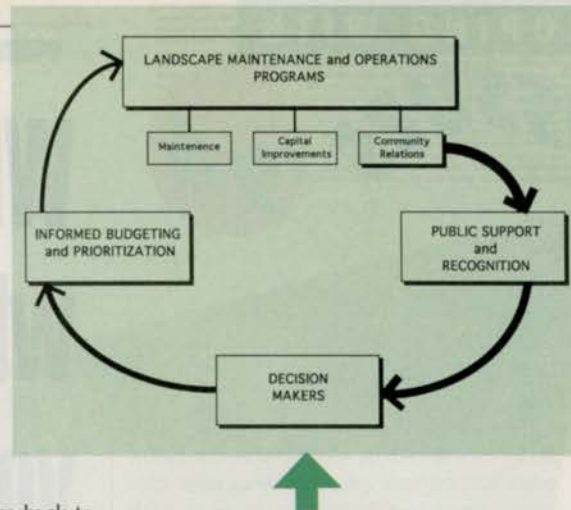 LANDSCAPE MAINTENANCE and OPERATIONS
PROGRAMS
Maintenence
Capital
Improvements
Community
Relations
INFORMED BUDGETING
and PRIORITIZATION
PUBLIC SUPPORT
and
RECOGNITION
DECISION
MAKERS